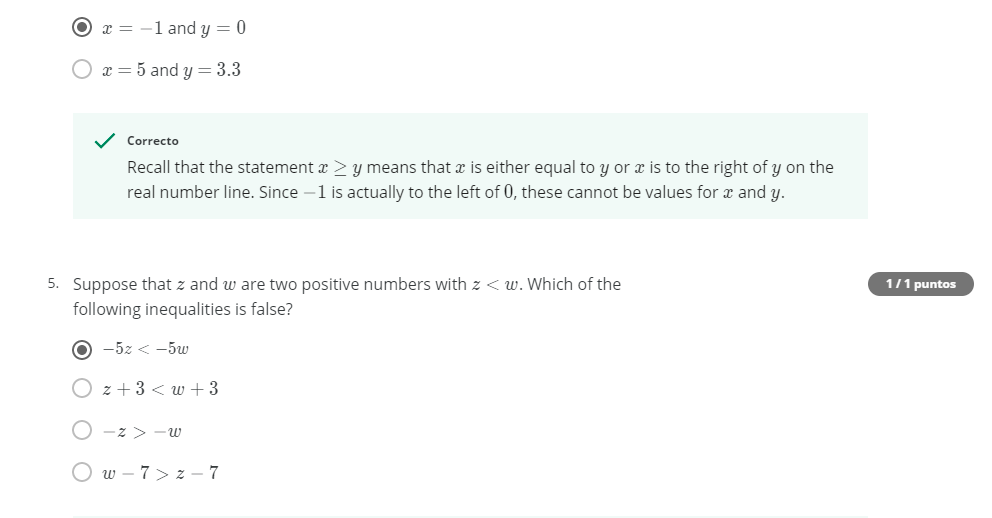 x = −1 and y = 0
x = 5 and y = 3.3
Correcto
Recall that the statement x ≥ y means that x is either equal to y or x is to the right of y on the
real number line. Since −1 is actually to the left of 0, these cannot be values for x and y.
5. Suppose that z and w are two positive numbers with z < w. Which of the
1 / 1 puntos
following inequalities is false?
−5z < −5w
z + 3 < w + 3
−z > −w
w − 7 > z − 7